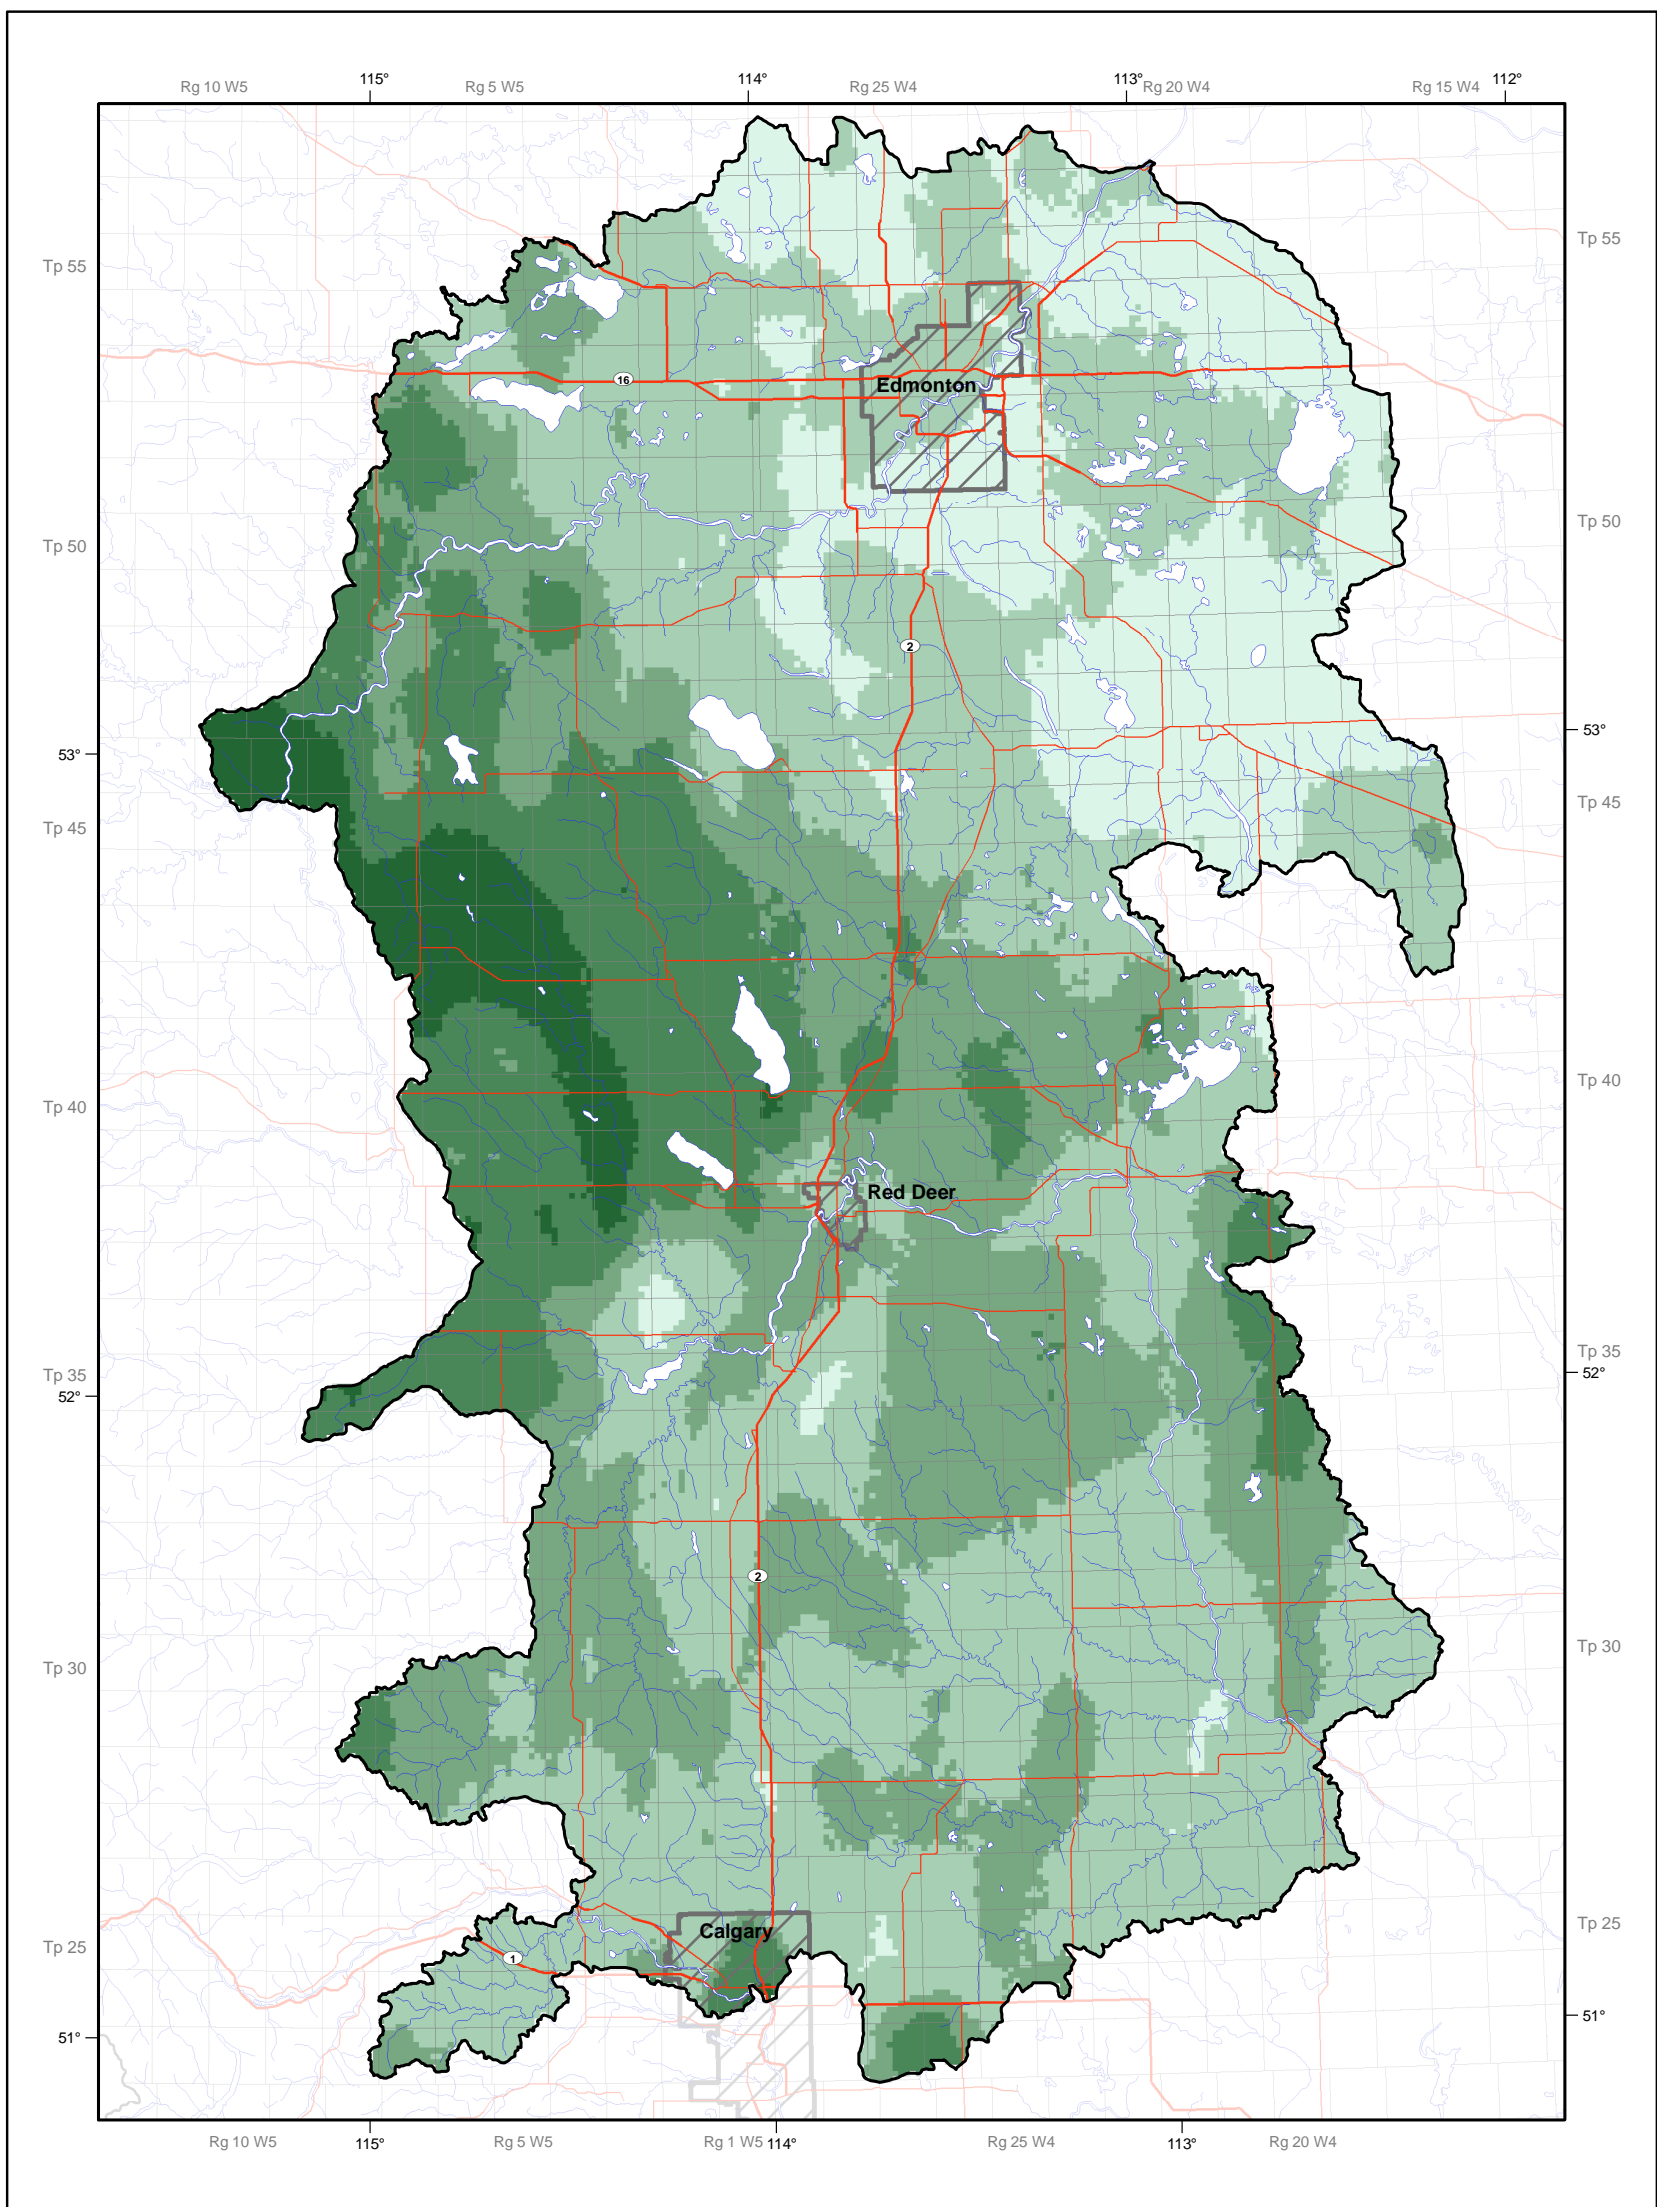 115° 114° 113° 112°
Rg 10 W5 Rg 5 W5 Rg 25 W4 Rg 20 W4 Rg 15 W4
Tp 55 Tp 55
16
Edmonton
Tp 50 Tp 50
2
53° 53°
Tp 45 Tp 45
Tp 40 Tp 40
Red Deer
Tp 35 Tp 35
52° 52°
2
Tp 30 Tp 30
Calgary
Tp 25 Tp 25
1
51° 51°
Rg 10 W5 115° Rg 5 W5 Rg 1 W5 114° Rg 25 W4 113° Rg 20 W4